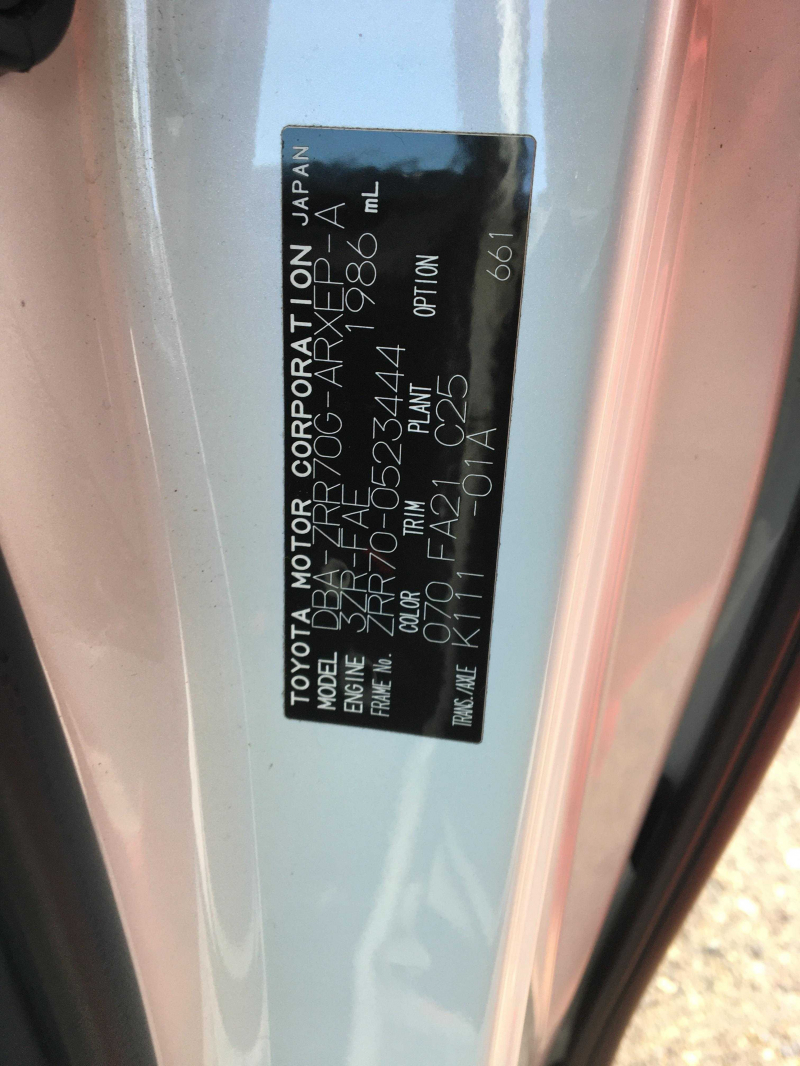 TOYOTA MOTOR CORPORATION JAPAN
MODEL DBA-ZRR70G-ARXEP-A
ENGINE 3ZR-FAE 1986 mL
FRAME No. ZRR70-0523444
COLOR TRIM PLANT OPTION
070 FA21 C25 661
TRANS./AXLE K111 -01A